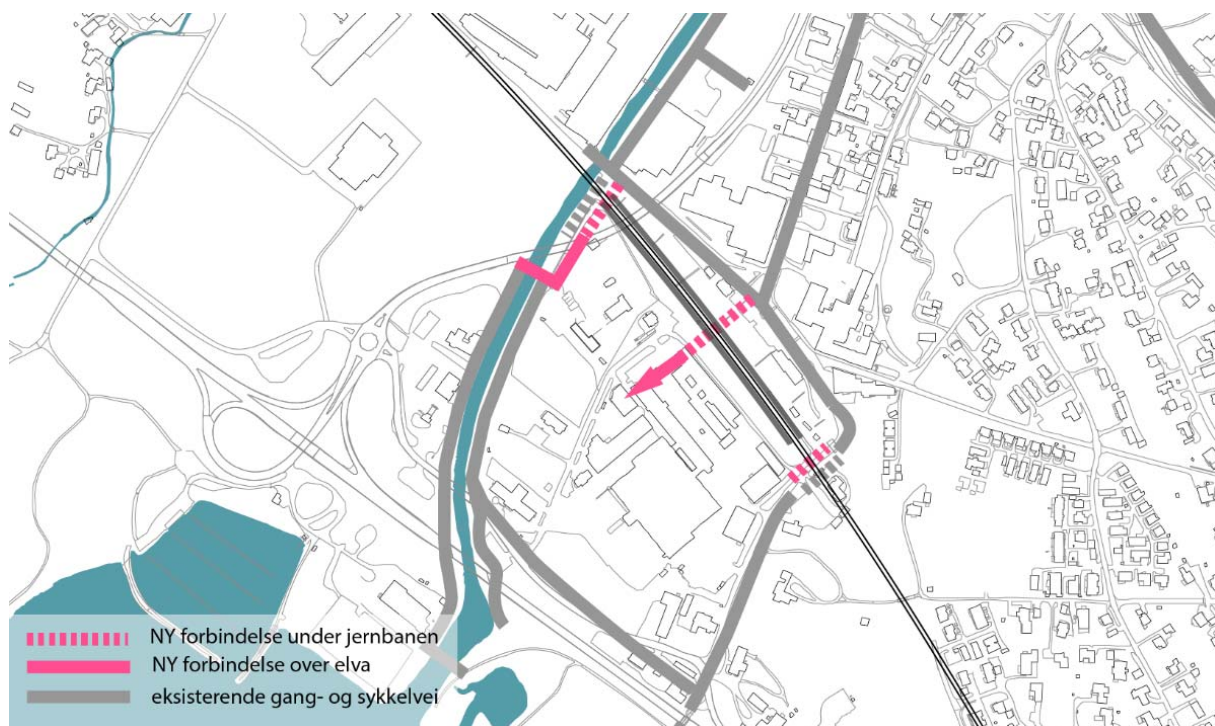 NY forbindelse under jernbanen
NY forbindelse over elva
eksisterende gang- og sykkelvei